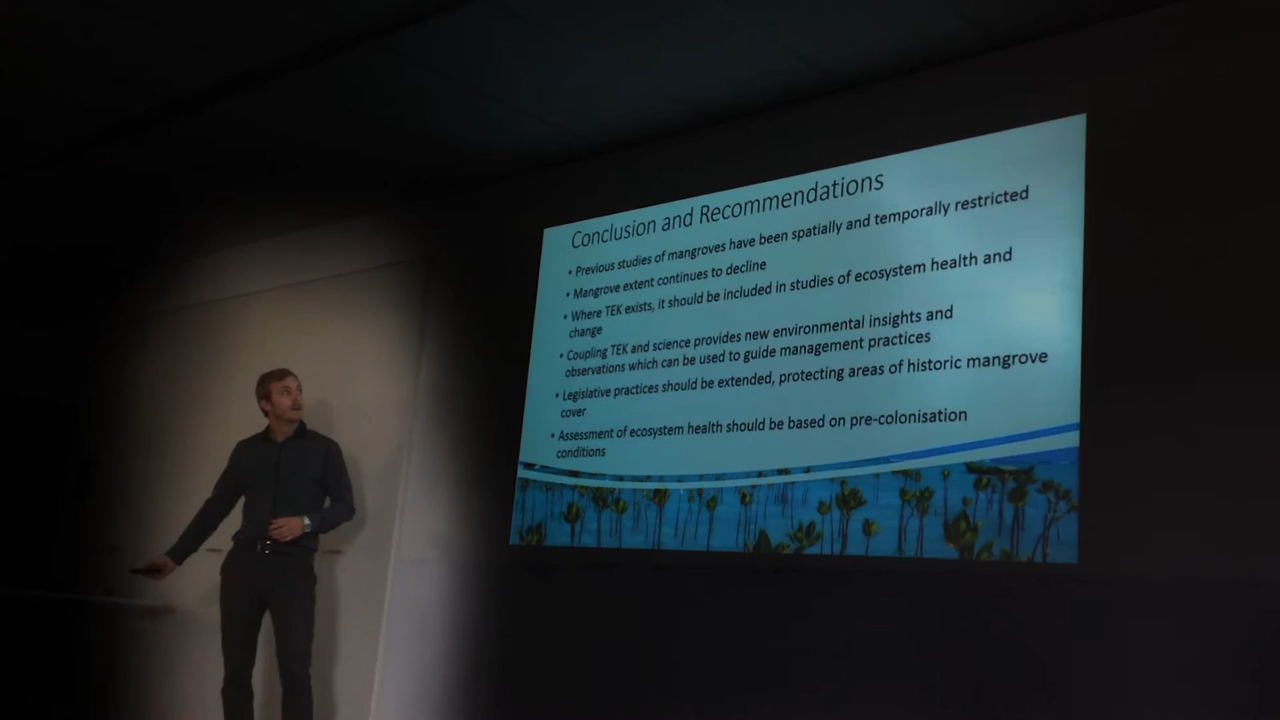 Conclusion and Recommendations
• Previous studies of mangroves have been spatially and temporally restricted
• Mangrove extent continues to decline
• Where TEK exists, it should be included in studies of ecosystem health and
change
• Coupling TEK and science provides new environmental insights and
observations which can be used to guide management practices
• Legislative practices should be extended, protecting areas of historic mangrove
cover
• Assessment of ecosystem health should be based on pre-colonisation
conditions